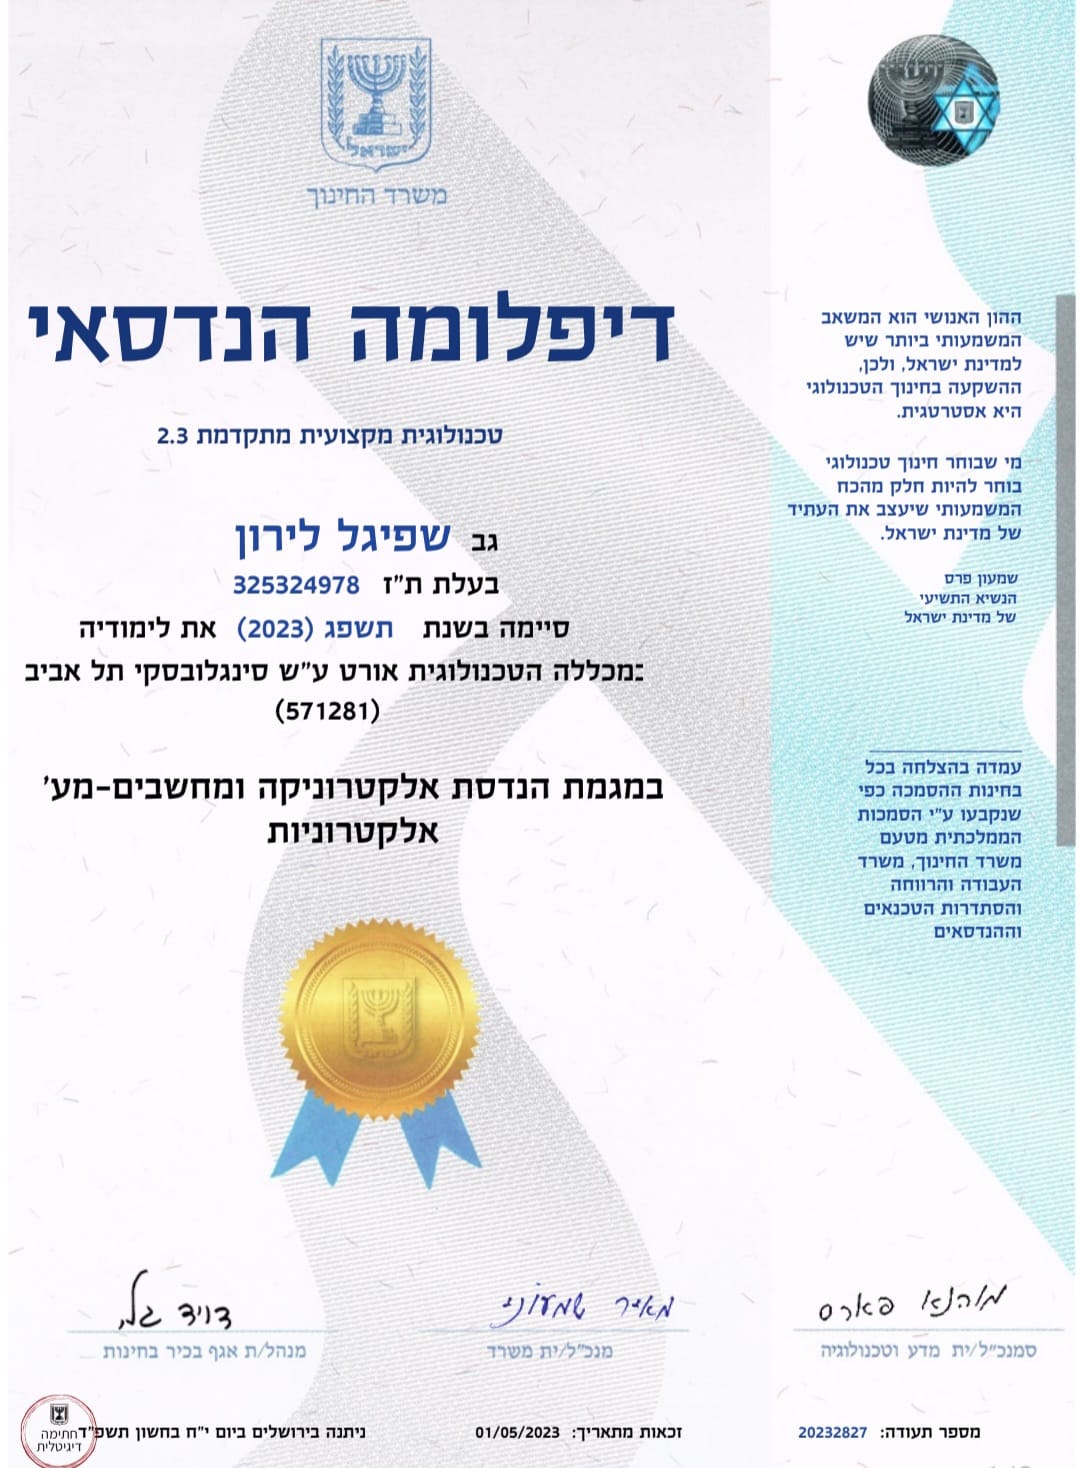 ישראל
משרד החינוך
דיפלומה הנדסאי
טכנולוגית מקצועית מתקדמת 2.3
גב שפיגל לירון
בעלת ת"ז 325324978
סיימה בשנת תשפג (2023) את לימודיה
במכללה הטכנולוגית אורט ע"ש סינגלובסקי תל אביב
(571281)
במגמת הנדסת אלקטרוניקה ומחשבים-מע'
אלקטרוניות
ההון האנושי הוא המשאב
המשמעותי ביותר שיש
למדינת ישראל, ולכן,
ההשקעה בחינוך הטכנולוגי
היא אסטרטגית.
מי שבוחר חינוך טכנולוגי
בוחר להיות חלק מהכח
המשמעותי שיעצב את העתיד
של מדינת ישראל.
שמעון פרס
הנשיא התשיעי
של מדינת ישראל
עמדה בהצלחה בכל
בחינות ההסמכה כפי
שנקבעו ע"י הסמכות
הממלכתית מטעם
משרד החינוך, משרד
העבודה והרווחה
והסתדרות הטכנאים
וההנדסאים
מוהנא פארס
סמנכ"ל/ית מדע וטכנולוגיה
מאיר שמעוני
מנכ"ל/ית משרד
דויד גל
מנהל/ת אגף בכיר בחינות
מספר תעודה: 20232827
זכאות מתאריך: 01/05/2023
ניתנה בירושלים ביום י"ח בחשון תשפ"ד
חתימה
דיגיטלית